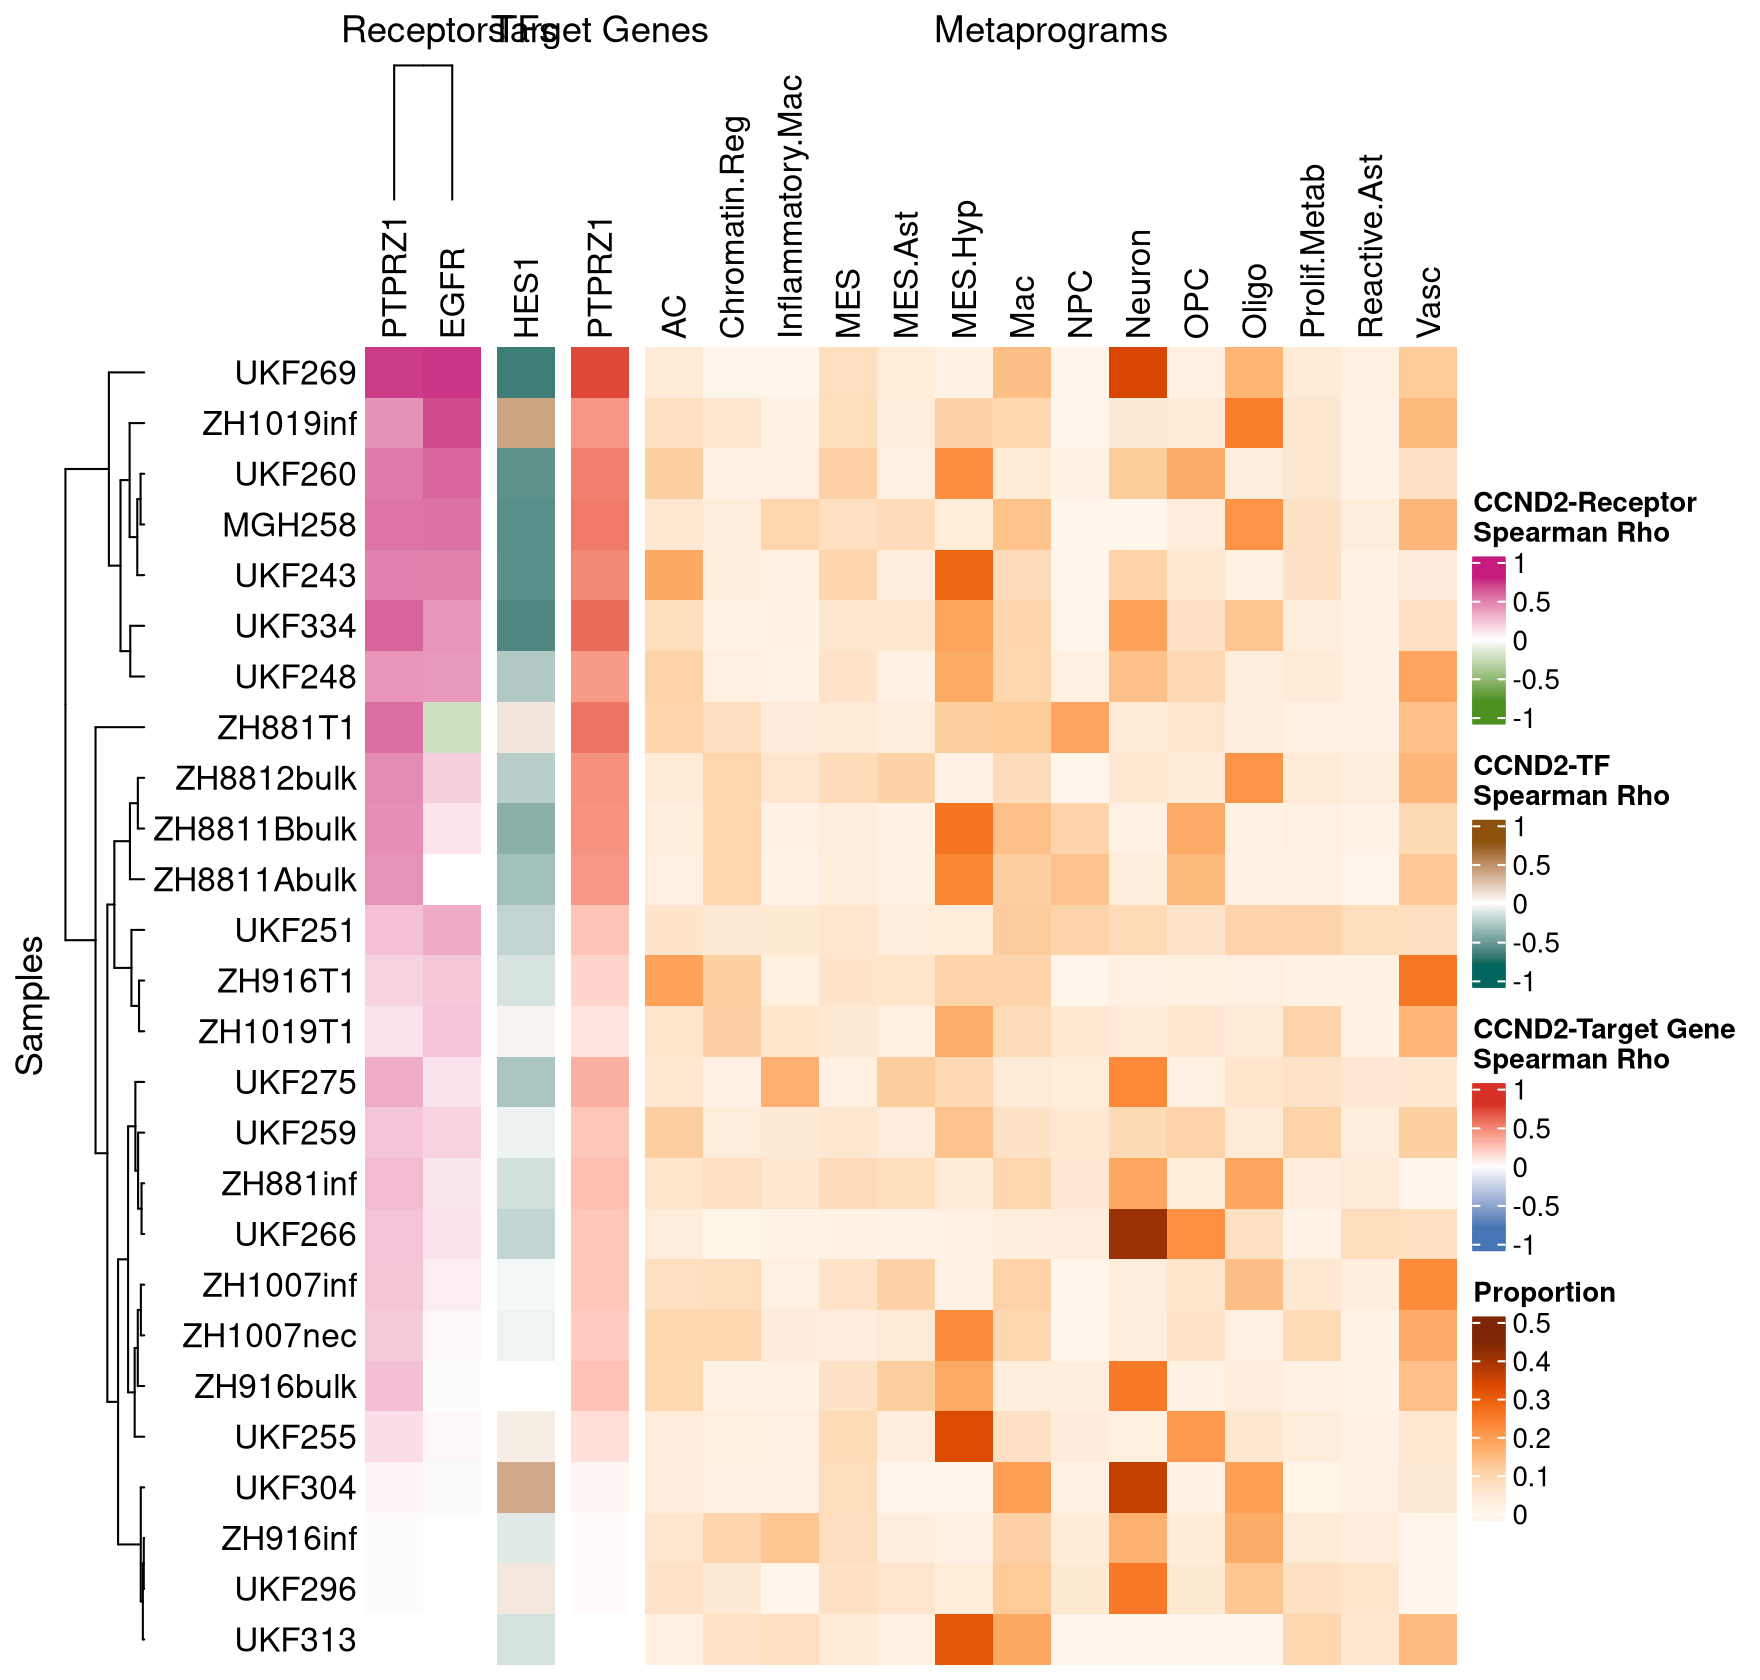 Receptors TFs Target Genes Metaprograms
PTPRZ1 EGFR HES1 PTPRZ1 AC Chromatin.Reg Inflammatory.Mac MES MES.Ast MES.Hyp Mac NPC Neuron OPC Oligo Prolif.Metab Reactive.Ast Vasc
Samples
UKF269
ZH1019inf
UKF260
MGH258
UKF243
UKF334
UKF248
ZH881T1
ZH8812bulk
ZH8811Bbulk
ZH8811Abulk
UKF251
ZH916T1
ZH1019T1
UKF275
UKF259
ZH881inf
UKF266
ZH1007inf
ZH1007nec
ZH916bulk
UKF255
UKF304
ZH916inf
UKF296
UKF313
CCND2-Receptor
Spearman Rho
1
0.5
0
-0.5
-1
CCND2-TF
Spearman Rho
1
0.5
0
-0.5
-1
CCND2-Target Gene
Spearman Rho
1
0.5
0
-0.5
-1
Proportion
0.5
0.4
0.3
0.2
0.1
0